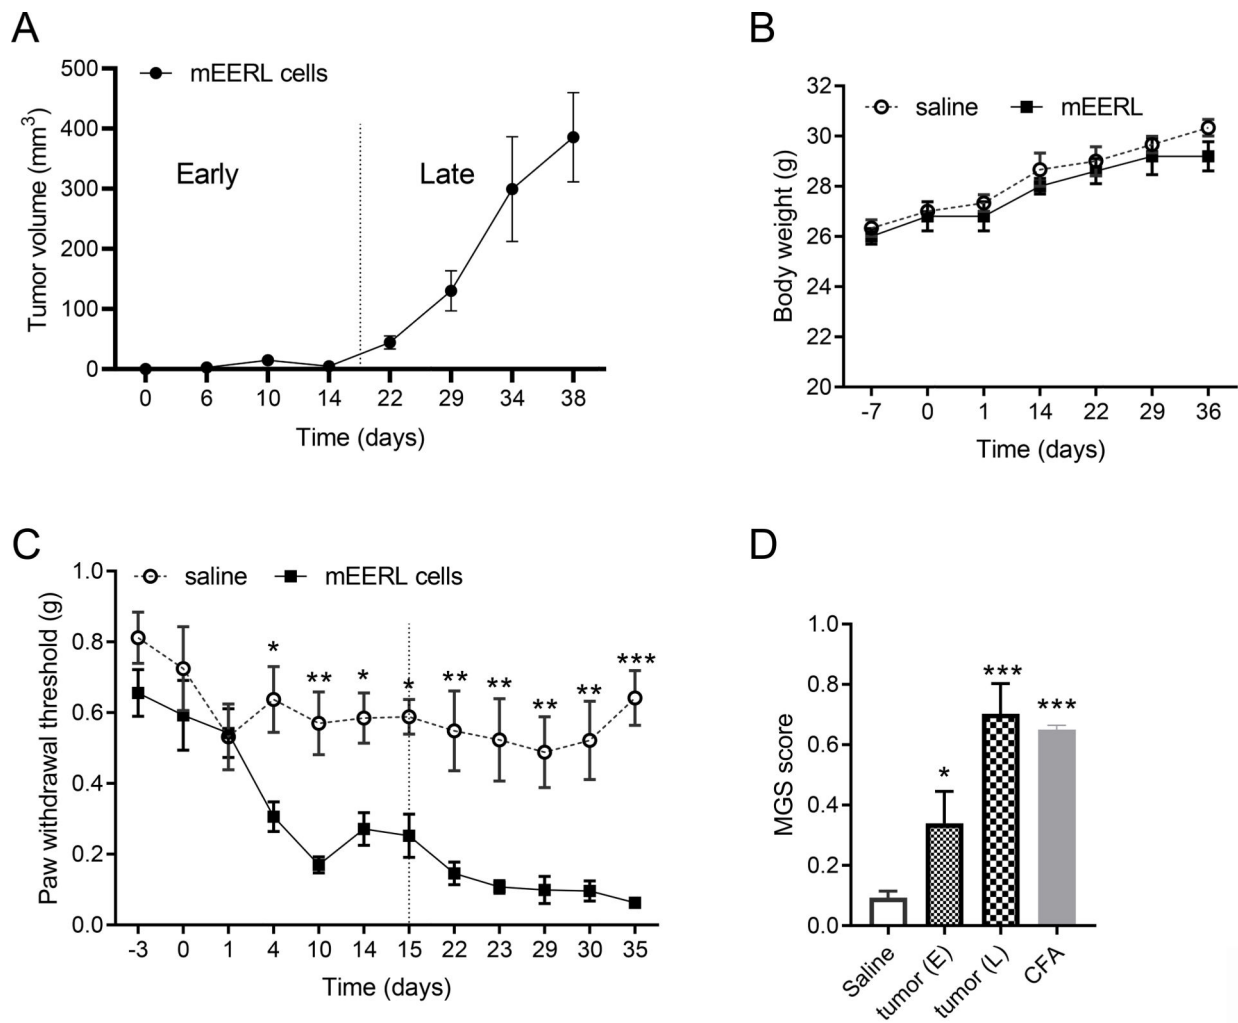 A
mEERL cells
Early
Late
Tumor volume (mm³)
500
400
300
200
100
0
0 6 10 14 22 29 34 38
Time (days)
B
saline mEERL
Body weight (g)
32
30
28
26
24
22
20
-7 0 1 14 22 29 36
Time (days)
C
saline mEERL cells
Paw withdrawal threshold (g)
1.0
0.8
0.6
0.4
0.2
0.0
* ** * * ** ** ** ** ***
-3 0 1 4 10 14 15 22 23 29 30 35
Time (days)
D
MGS score
1.0
0.8
0.6
0.4
0.2
0.0
* *** ***
Saline
tumor (E)
tumor (L)
CFA